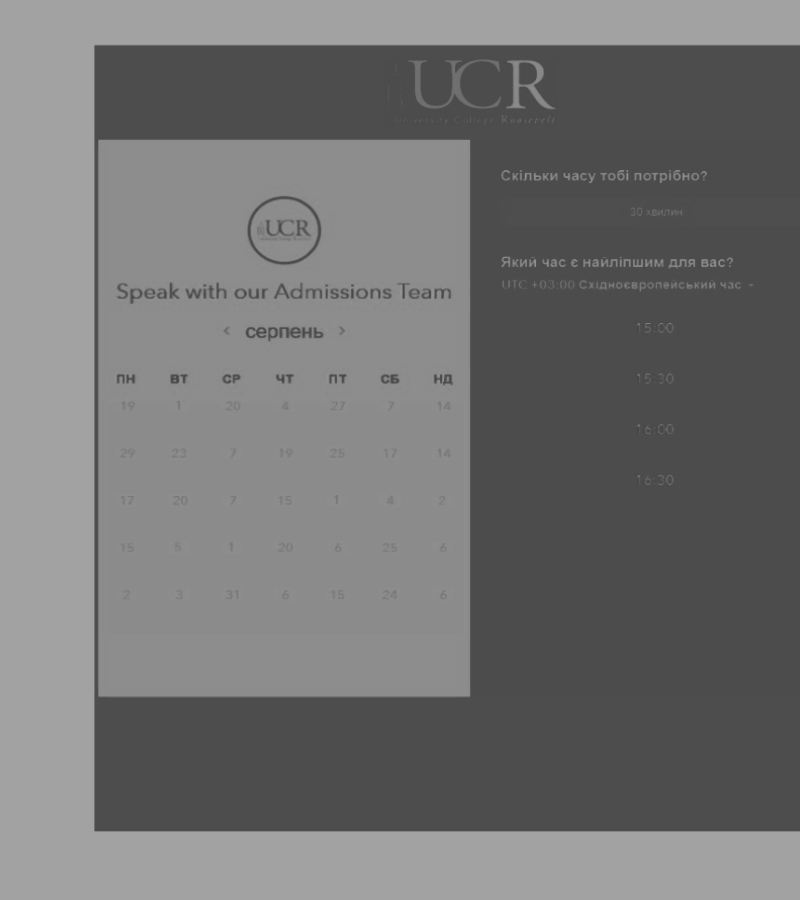 UCR
University College Roosevelt
UCR
Speak with our Admissions Team
< серпень >
ПН ВТ СР ЧТ ПТ СБ НД
19 1 20 4 27 7 14
29 23 7 19 25 17 14
17 20 7 15 1 4 2
15 5 1 20 6 25 6
2 3 31 6 15 24 6
Скільки часу тобі потрібно?
30 хвилин
Який час є найліпшим для вас?
UTC +03:00 Східноєвропейський час
15:00
15:30
16:00
16:30